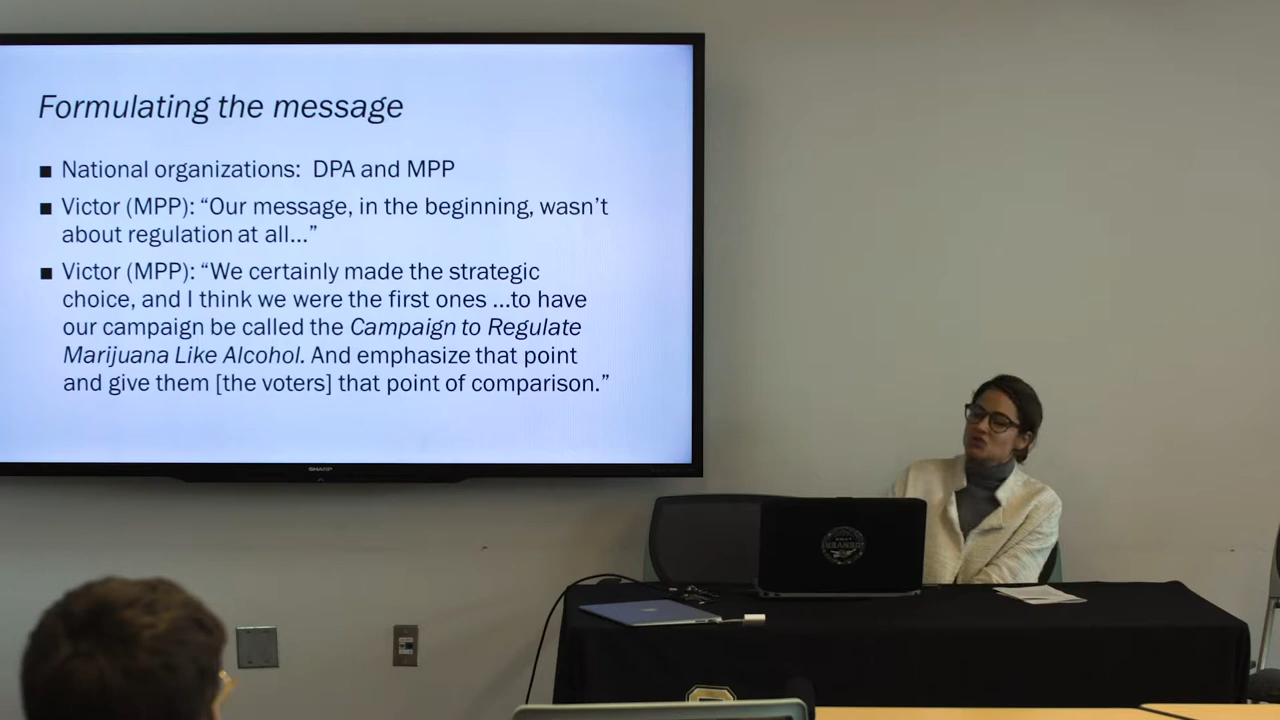 Formulating the message
■ National organizations: DPA and MPP
■ Victor (MPP): “Our message, in the beginning, wasn’t
about regulation at all…”
■ Victor (MPP): “We certainly made the strategic
choice, and I think we were the first ones …to have
our campaign be called the Campaign to Regulate
Marijuana Like Alcohol. And emphasize that point
and give them [the voters] that point of comparison.”
SHARP